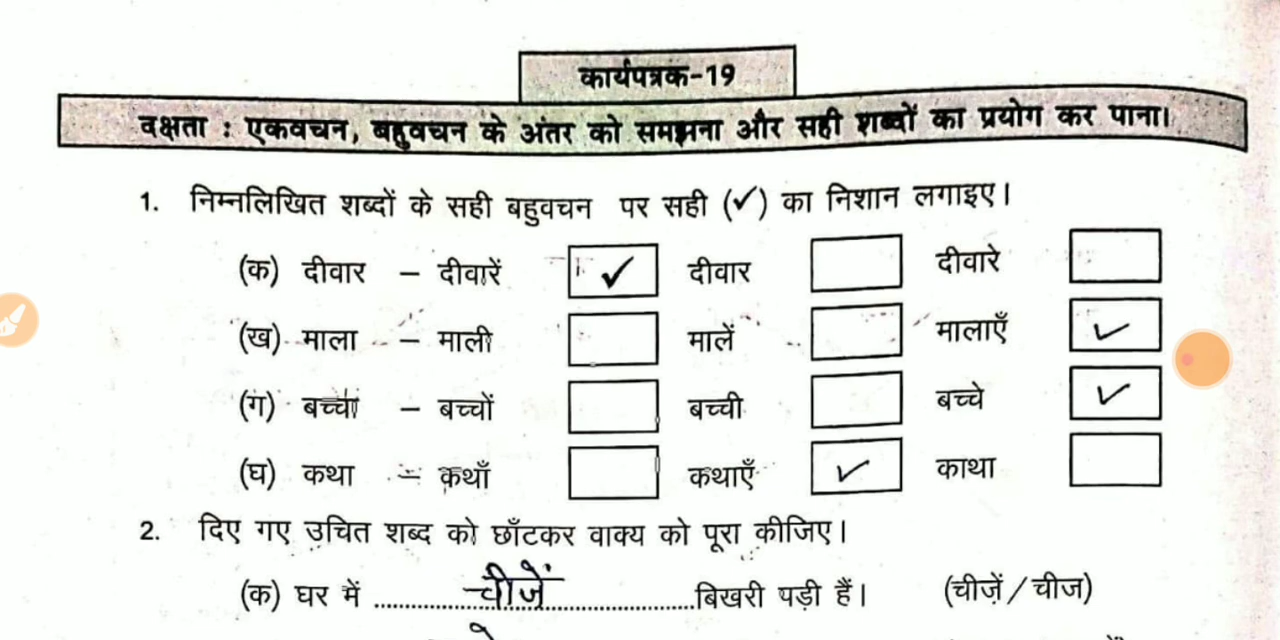 कार्यपत्रक-19
दक्षता : एकवचन, बहुवचन के अंतर को समझना और सही शब्दों का प्रयोग कर पाना।
1. निम्नलिखित शब्दों के सही बहुवचन पर सही (✓) का निशान लगाइए।
(क) दीवार – दीवारें ✓ दीवार दीवारे
(ख) माला – माली मालें मालाएँ ✓
(ग) बच्चा – बच्चों बच्ची बच्चे ✓
(घ) कथा – कथाँ कथाएँ ✓ काथा
2. दिए गए उचित शब्द को छाँटकर वाक्य को पूरा कीजिए।
(क) घर में ........चीजें........ बिखरी पड़ी हैं। (चीज़ें / चीज)